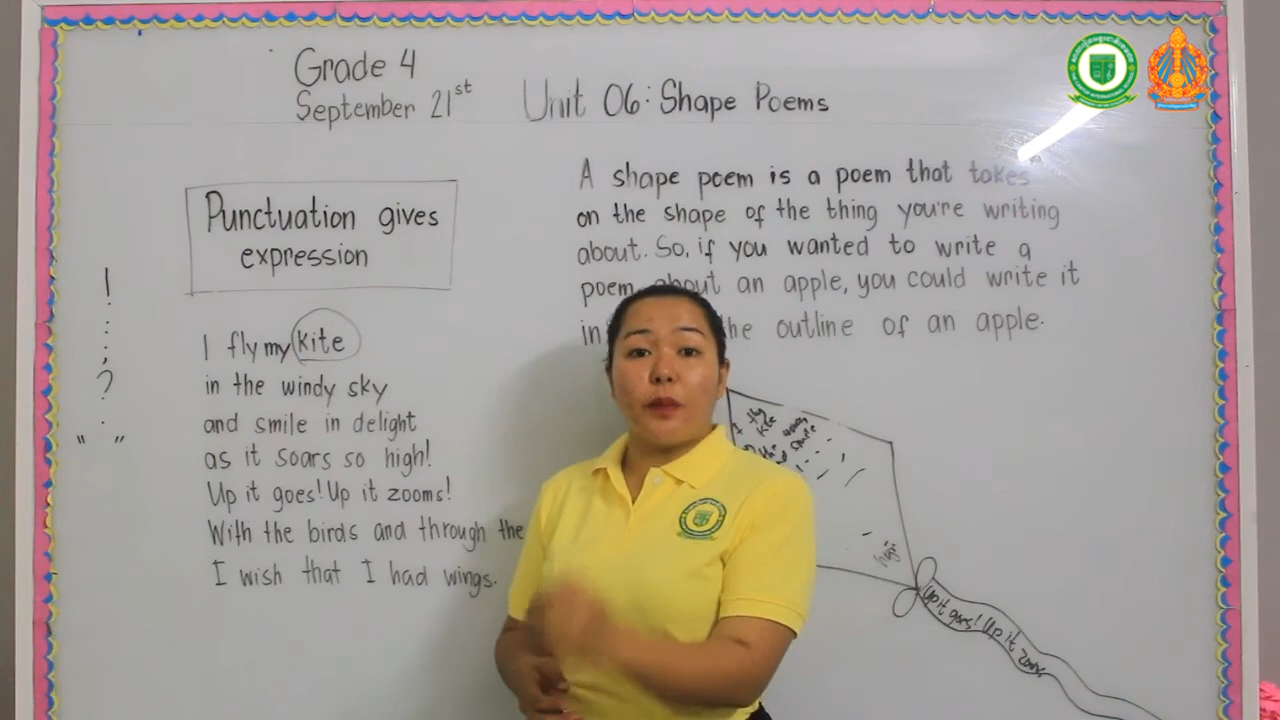 Grade 4
September 21st
Unit 06: Shape Poems
Punctuation gives
expression
!
:
;
?
.
" "
I fly my kite
in the windy sky
and smile in delight
as it soars so high!
Up it goes! Up it zooms!
With the birds and through the
I wish that I had wings.
A shape poem is a poem that takes
on the shape of the thing you're writing
about. So, if you wanted to write a
poem about an apple, you could write it
in the outline of an apple.
Up it goes! Up it zooms